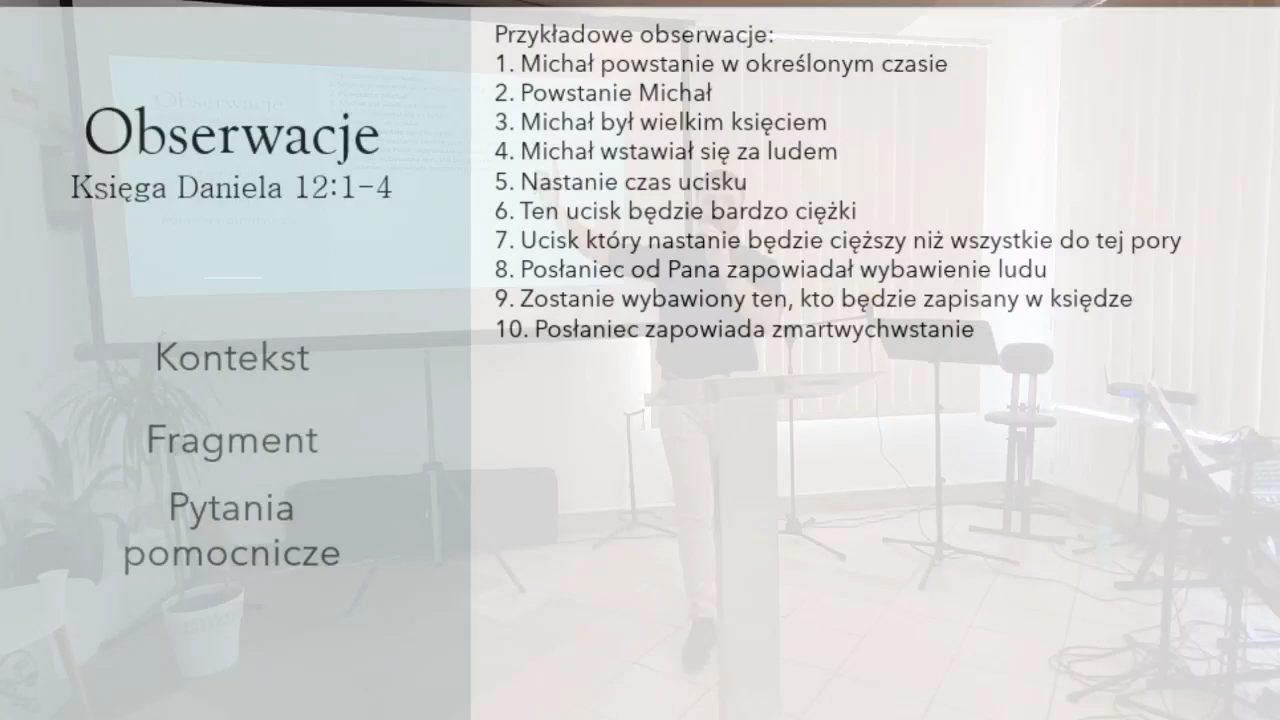 Obserwacje
Księga Daniela 12:1-4
Kontekst
Fragment
Pytania
pomocnicze
Przykładowe obserwacje:
1. Michał powstanie w określonym czasie
2. Powstanie Michał
3. Michał był wielkim księciem
4. Michał wstawiał się za ludem
5. Nastanie czas ucisku
6. Ten ucisk będzie bardzo ciężki
7. Ucisk który nastanie będzie cięższy niż wszystkie do tej pory
8. Posłaniec od Pana zapowiadał wybawienie ludu
9. Zostanie wybawiony ten, kto będzie zapisany w księdze
10. Posłaniec zapowiada zmartwychwstanie